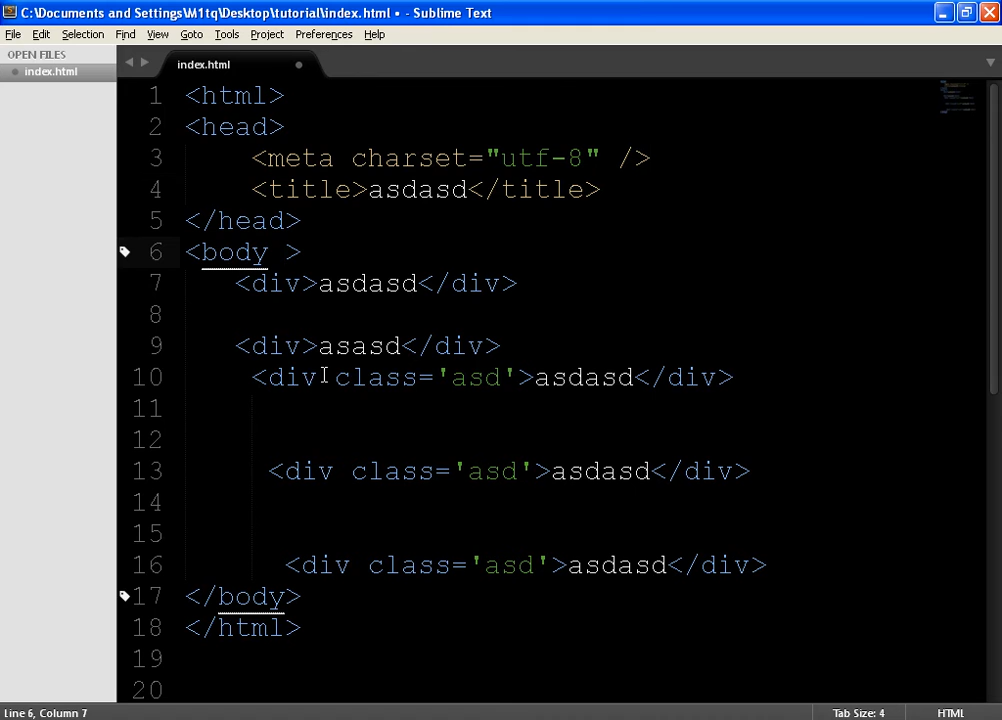 C:\Documents and Settings\M1tq\Desktop\tutorial\index.html • - Sublime Text
File Edit Selection Find View Goto Tools Project Preferences Help
OPEN FILES
index.html
index.html
1 <html>
2 <head>
3 <meta charset="utf-8" />
4 <title>asdasd</title>
5 </head>
6 <body >
7 <div>asdasd</div>
8
9 <div>asasd</div>
10 <div class='asd'>asdasd</div>
11
12
13 <div class='asd'>asdasd</div>
14
15
16 <div class='asd'>asdasd</div>
17 </body>
18 </html>
19
20
Line 6, Column 7 Tab Size: 4 HTML